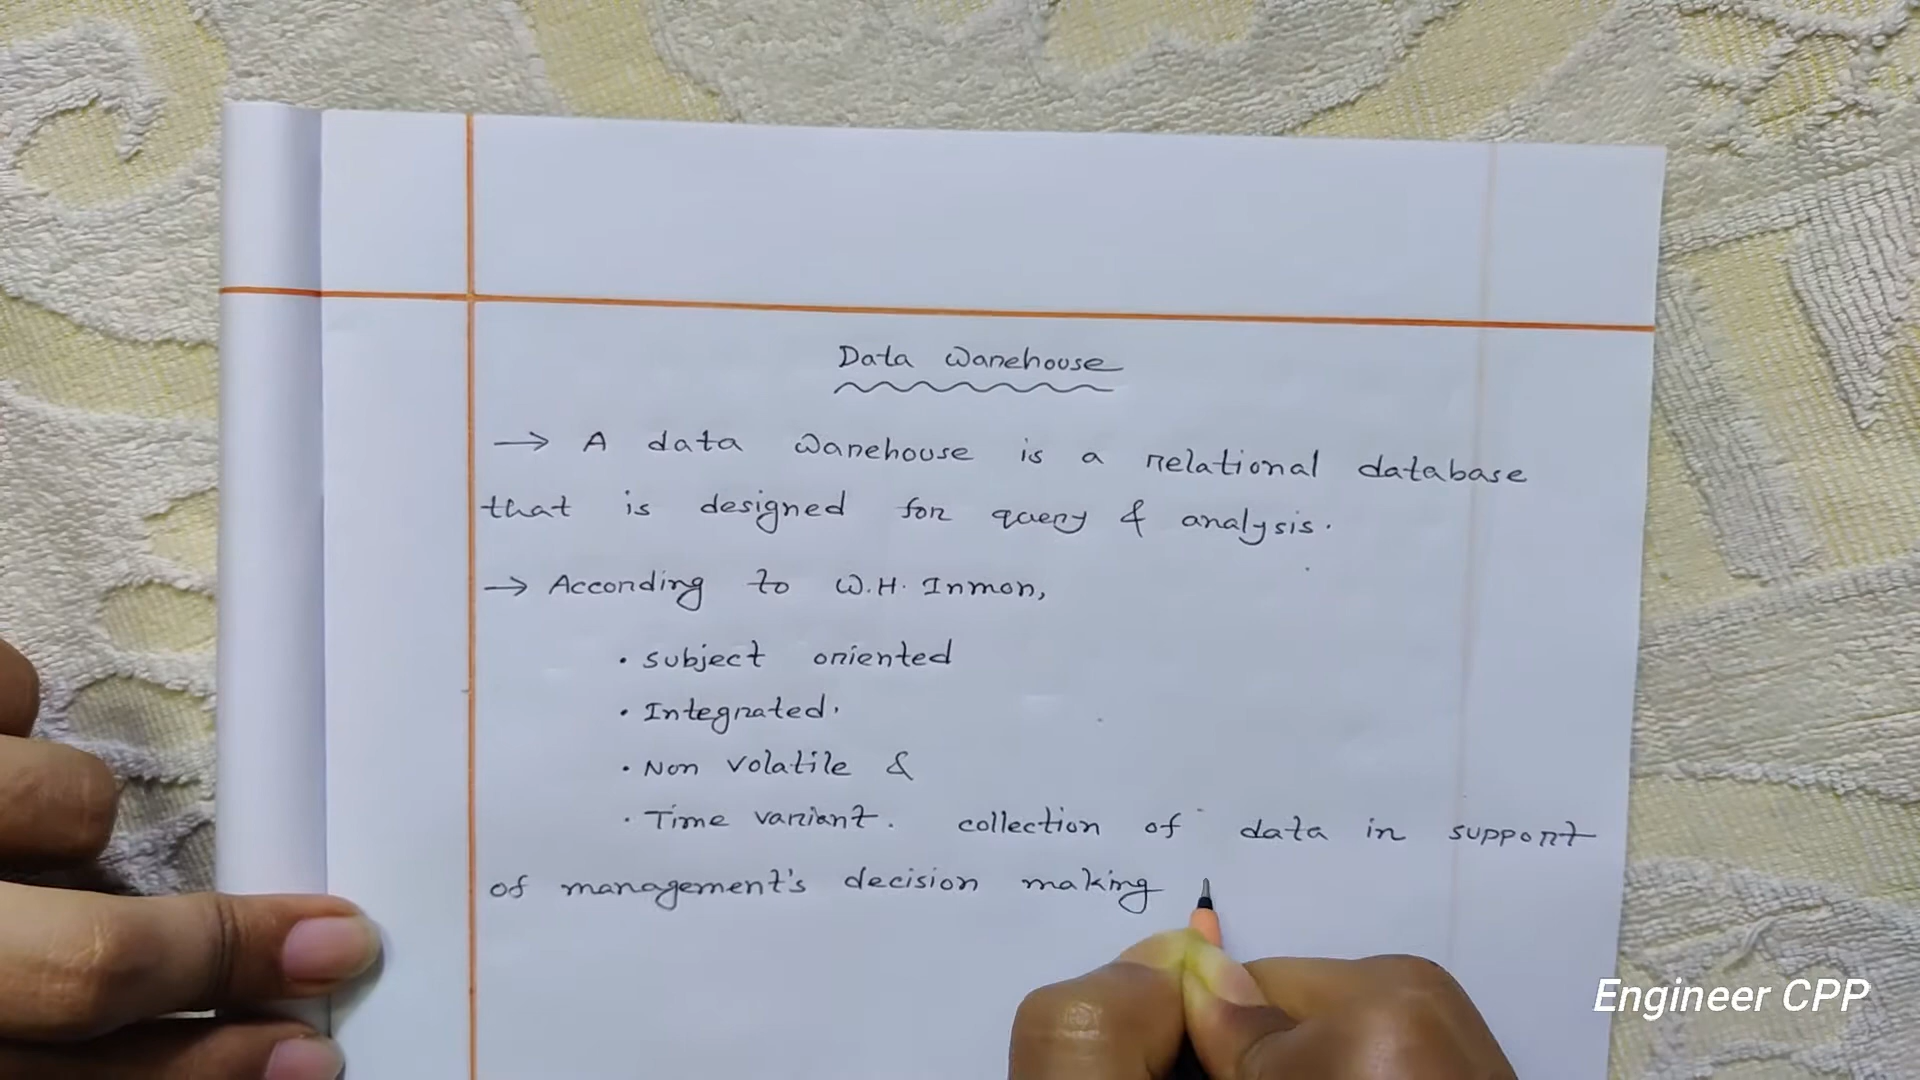 Data Warehouse
→ A data Warehouse is a relational database
that is designed for query & analysis.
→ According to W.H. Inmon,
• subject oriented
• Integrated.
• Non volatile &
• Time variant. collection of data in support
of management's decision making
Engineer CPP